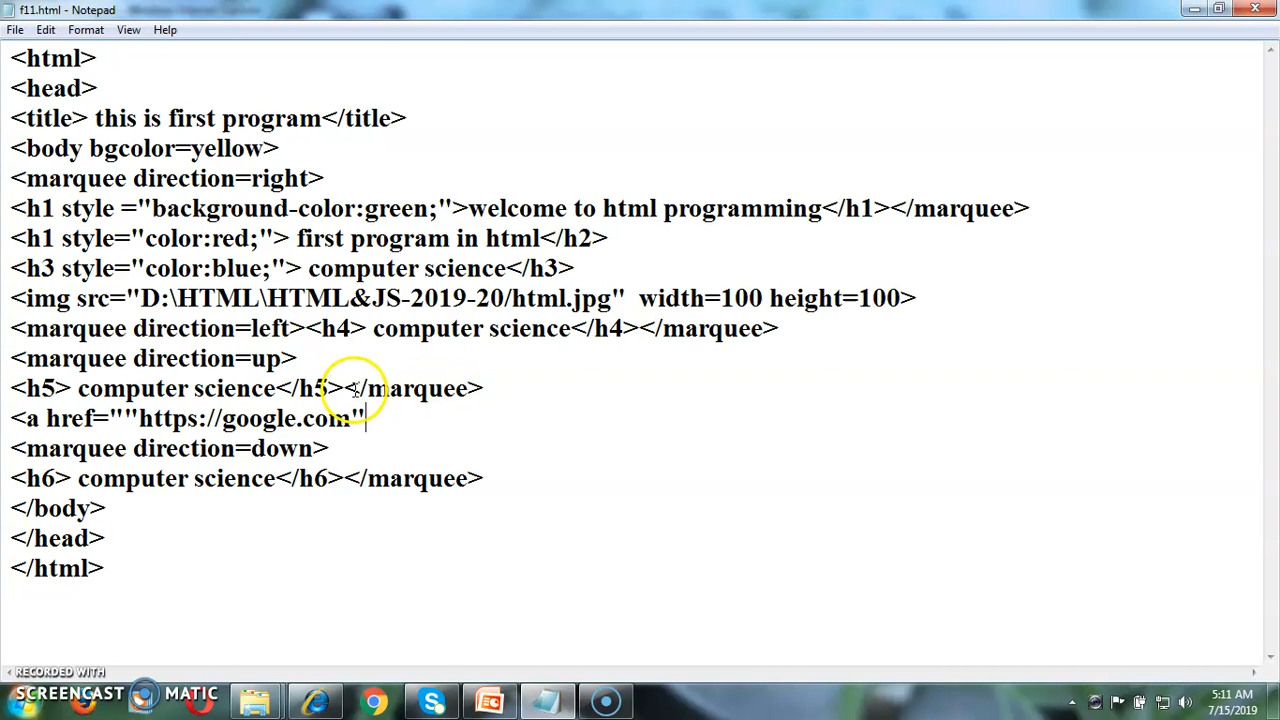 f11.html - Notepad
File Edit Format View Help
<html>
<head>
<title> this is first program</title>
<body bgcolor=yellow>
<marquee direction=right>
<h1 style ="background-color:green;">welcome to html programming</h1></marquee>
<h1 style="color:red;"> first program in html</h2>
<h3 style="color:blue;"> computer science</h3>
<img src="D:\HTML\HTML&JS-2019-20/html.jpg"  width=100 height=100>
<marquee direction=left><h4> computer science</h4></marquee>
<marquee direction=up>
<h5> computer science</h5></marquee>
<a href=""https://google.com"
<marquee direction=down>
<h6> computer science</h6></marquee>
</body>
</head>
</html>
RECORDED WITH
SCREENCAST MATIC
5:11 AM
7/15/2019